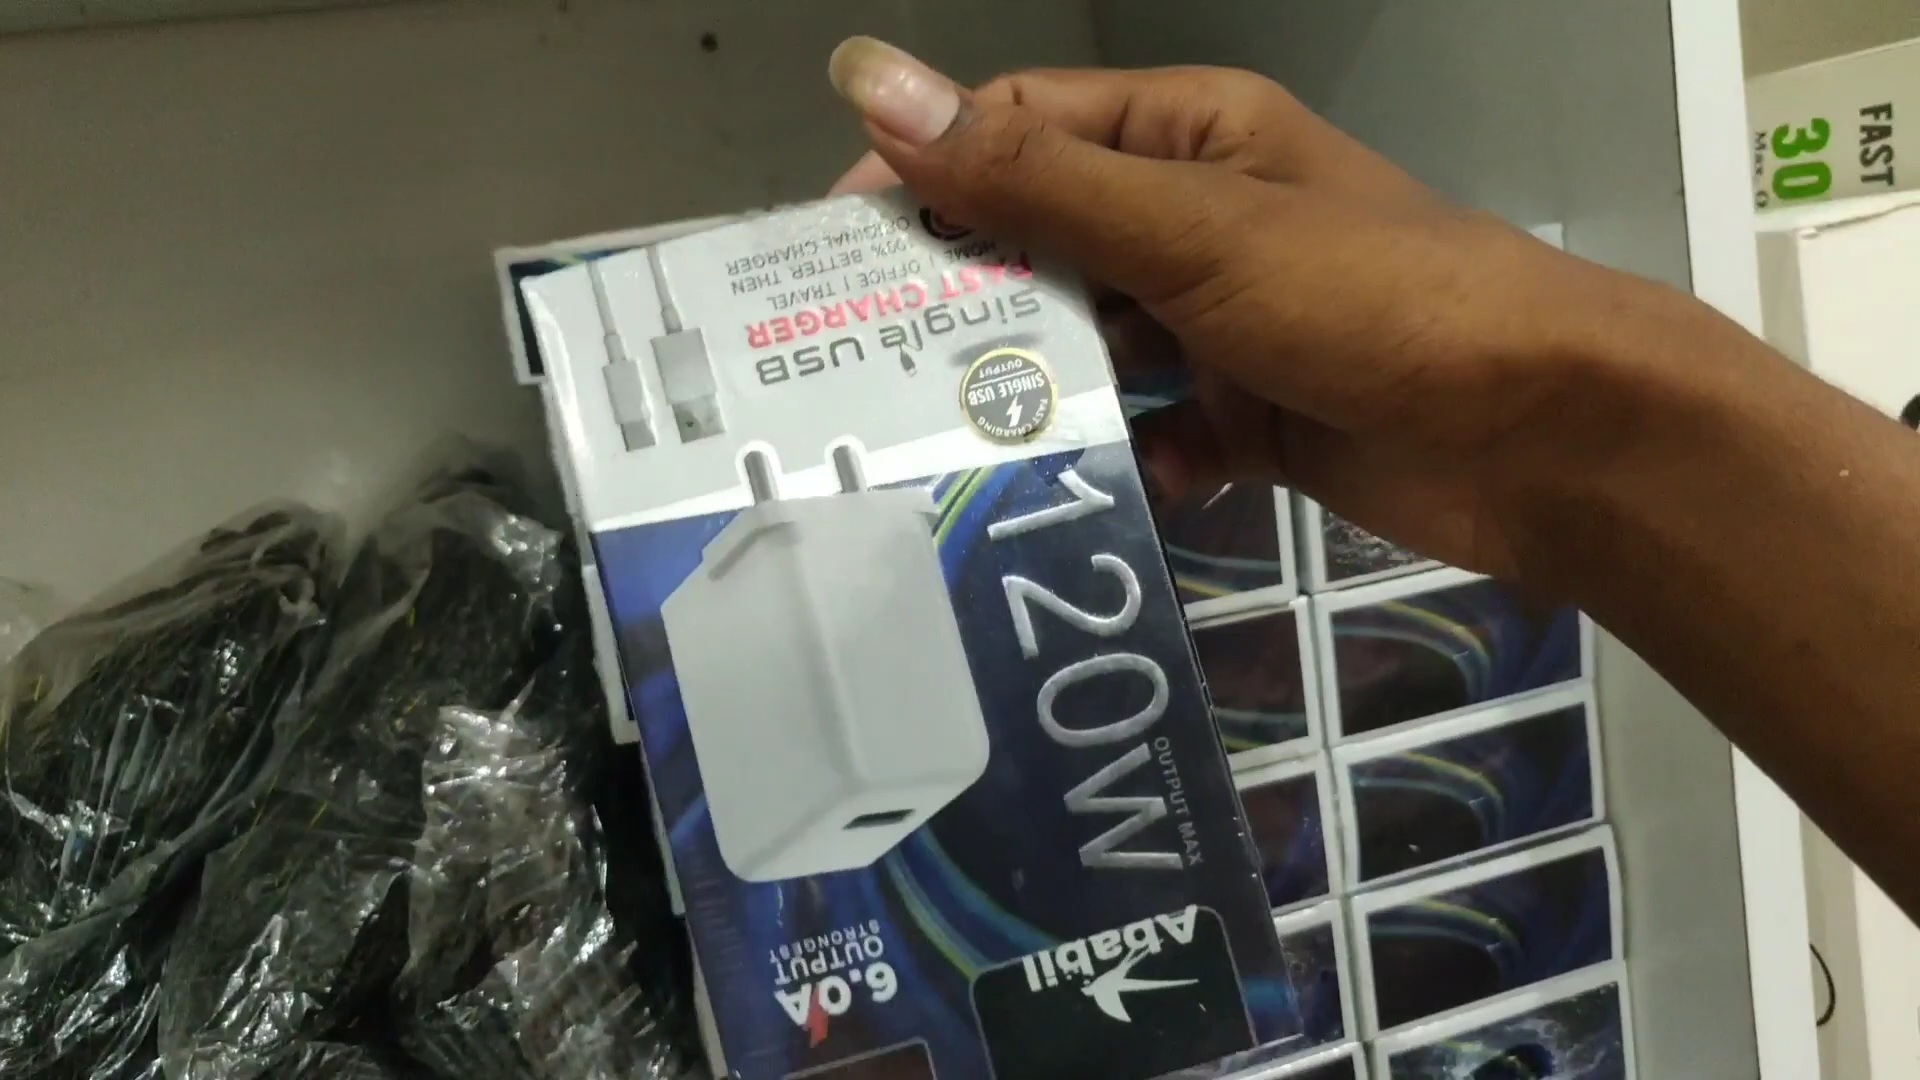 Ababil
6.0A
OUTPUT
STRONGEST
120W
OUTPUT MAX
FAST CHARGING
SINGLE USB
OUTPUT
Single USB
FAST CHARGER
HOME | OFFICE | TRAVEL
100% BETTER THEN
ORIGINAL CHARGER
FAST
30
Max.